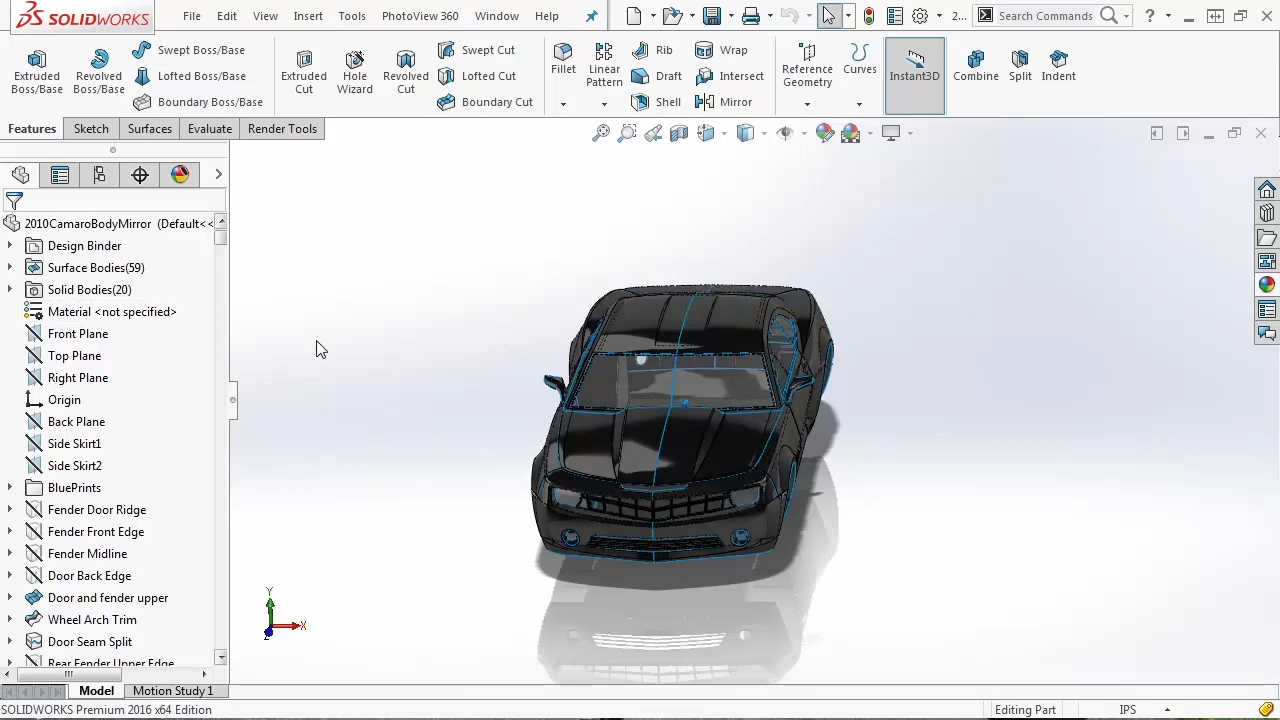 SOLIDWORKS File Edit View Insert Tools PhotoView 360 Window Help 2... Search Commands ?
Extruded Boss/Base Revolved Boss/Base Swept Boss/Base Lofted Boss/Base Boundary Boss/Base
Extruded Cut Hole Wizard Revolved Cut Swept Cut Lofted Cut Boundary Cut
Fillet Linear Pattern Rib Draft Shell Wrap Intersect Mirror
Reference Geometry Curves Instant3D Combine Split Indent
Features Sketch Surfaces Evaluate Render Tools
2010CamaroBodyMirror (Default<<
Design Binder
Surface Bodies(59)
Solid Bodies(20)
Material <not specified>
Front Plane
Top Plane
Right Plane
Origin
Back Plane
Side Skirt1
Side Skirt2
BluePrints
Fender Door Ridge
Fender Front Edge
Fender Midline
Door Back Edge
Door and fender upper
Wheel Arch Trim
Door Seam Split
Rear Fender Upper Edge
Y
X
Z
Model Motion Study 1
SOLIDWORKS Premium 2016 x64 Edition Editing Part IPS